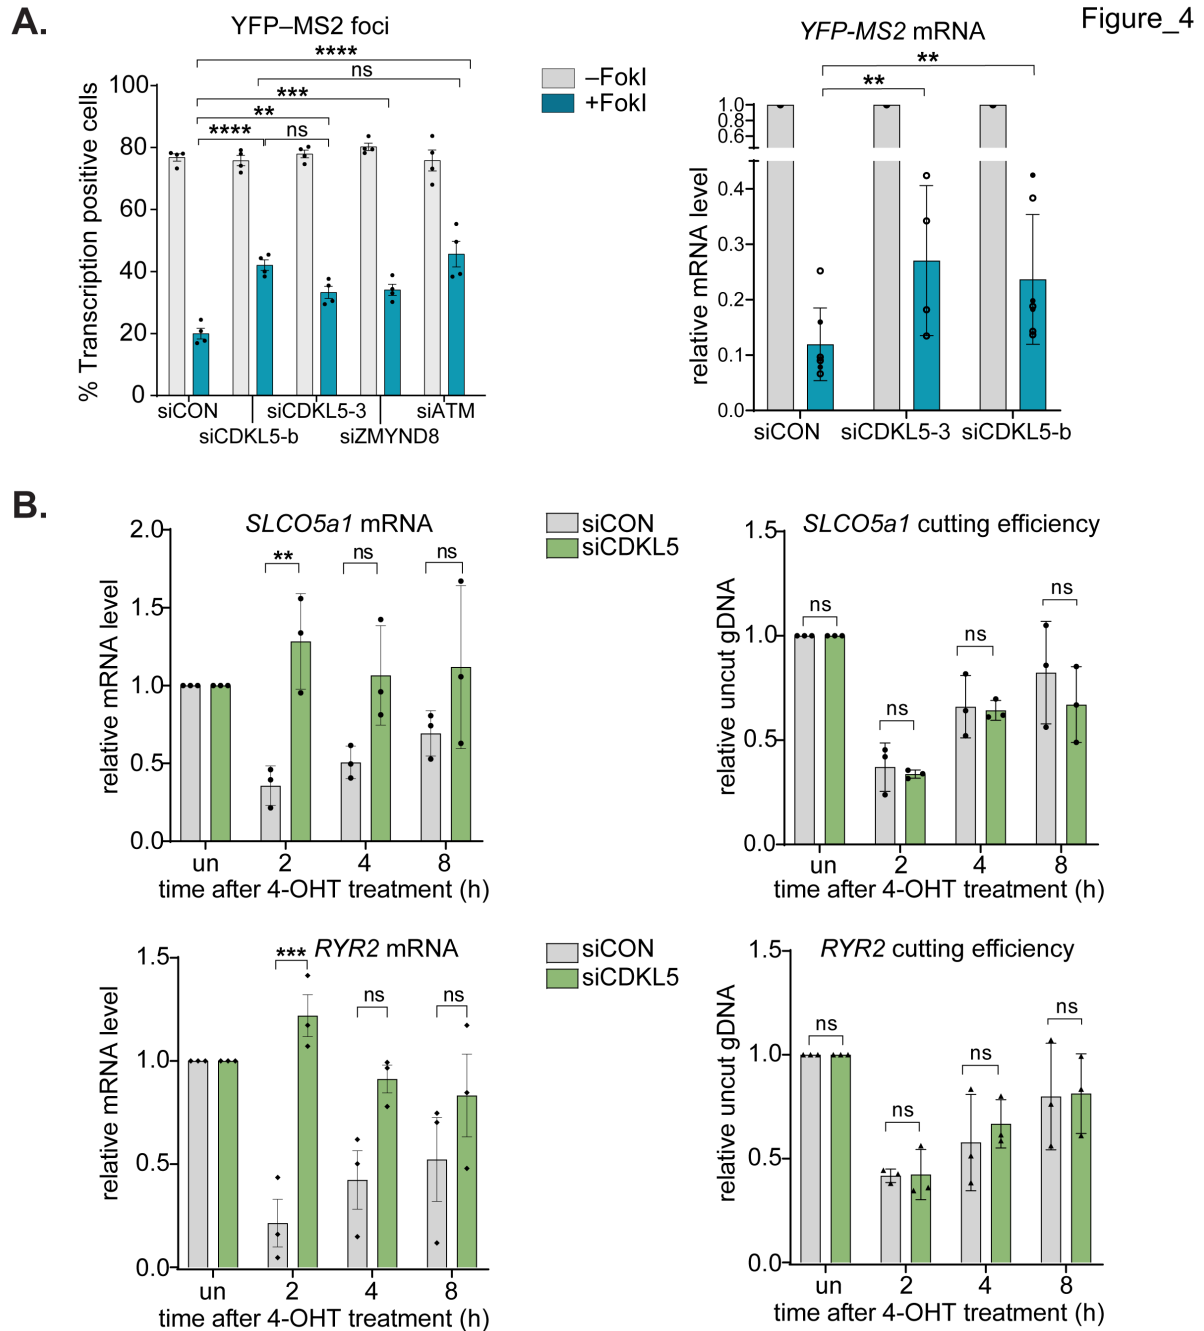 Figure_4
A.
YFP–MS2 foci
****
ns
***
**
****
ns
% Transcription positive cells
100
80
60
40
20
0
siCON
siCDKL5-3
siATM
siCDKL5-b
siZMYND8
–FokI
+FokI
YFP-MS2 mRNA
**
**
relative mRNA level
1.0
0.8
0.6
0.4
0.3
0.2
0.1
0.0
siCON
siCDKL5-3
siCDKL5-b
B.
SLCO5a1 mRNA
**
ns
ns
relative mRNA level
2.0
1.5
1.0
0.5
0.0
un
2
4
8
time after 4-OHT treatment (h)
siCON
siCDKL5
SLCO5a1 cutting efficiency
ns
ns
ns
ns
relative uncut gDNA
1.5
1.0
0.5
0.0
un
2
4
8
time after 4-OHT treatment (h)
RYR2 mRNA
***
ns
ns
relative mRNA level
1.5
1.0
0.5
0.0
un
2
4
8
time after 4-OHT treatment (h)
siCON
siCDKL5
RYR2 cutting efficiency
ns
ns
ns
ns
relative uncut gDNA
1.5
1.0
0.5
0.0
un
2
4
8
time after 4-OHT treatment (h)